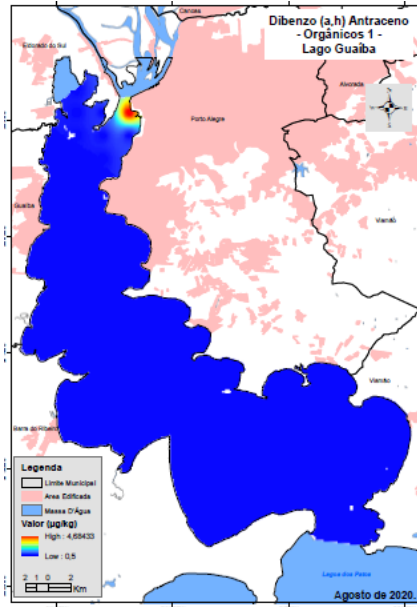 Dibenzo (a,h) Antraceno
- Orgânicos 1 -
Lago Guaíba
Canoas
Eldorado do Sul
Alvorada
Porto Alegre
Guaíba
Viamão
Viamão
Barra do Ribeiro
Legenda
Limite Municipal
Area Edificada
Massa D'Água
Valor (µg/kg)
High : 4,68433
Low : 0,5
2 1 0 2
Km
Lagoa dos Patos
Agosto de 2020